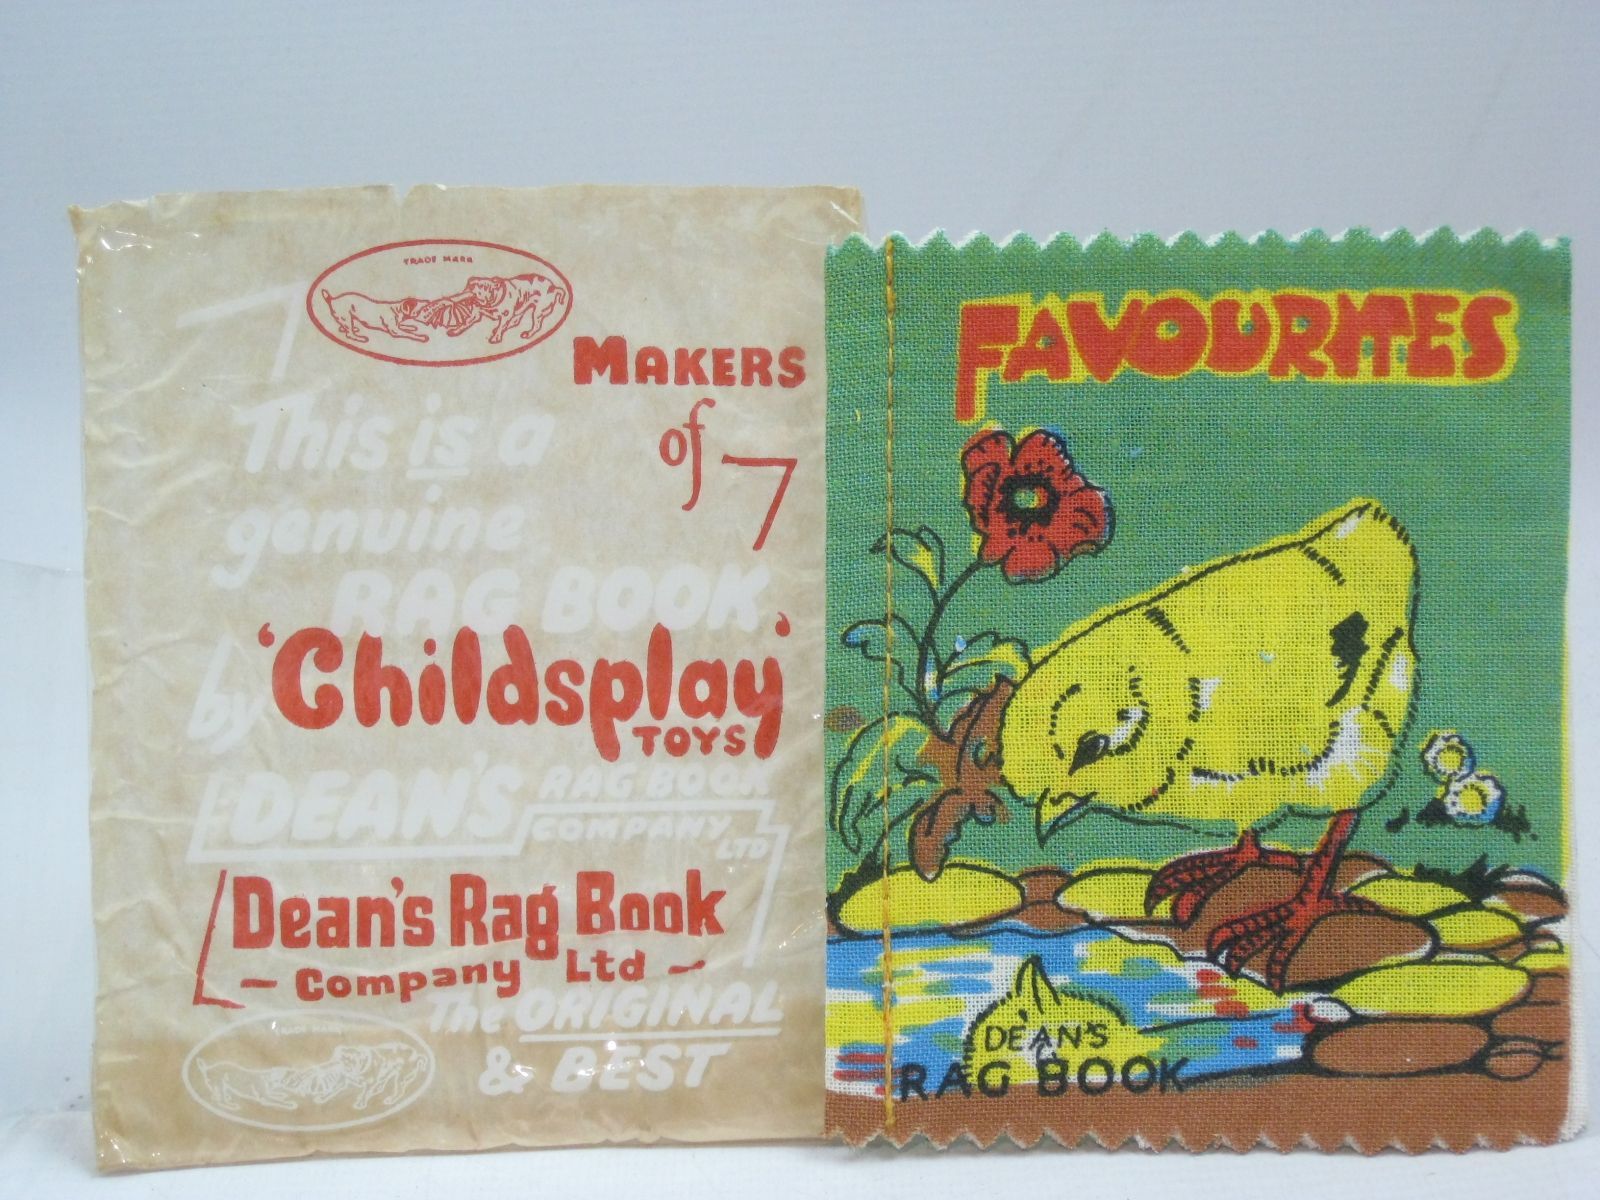 TRADE MARK
MAKERS
of
This is a
genuine
RAG BOOK
'Childsplay'
TOYS
by
DEAN'S RAG BOOK
COMPANY
LTD
Dean's Rag Book
- Company Ltd -
The ORIGINAL
& BEST
TRADE MARK
FAVOURITES
DEAN'S
RAG BOOK